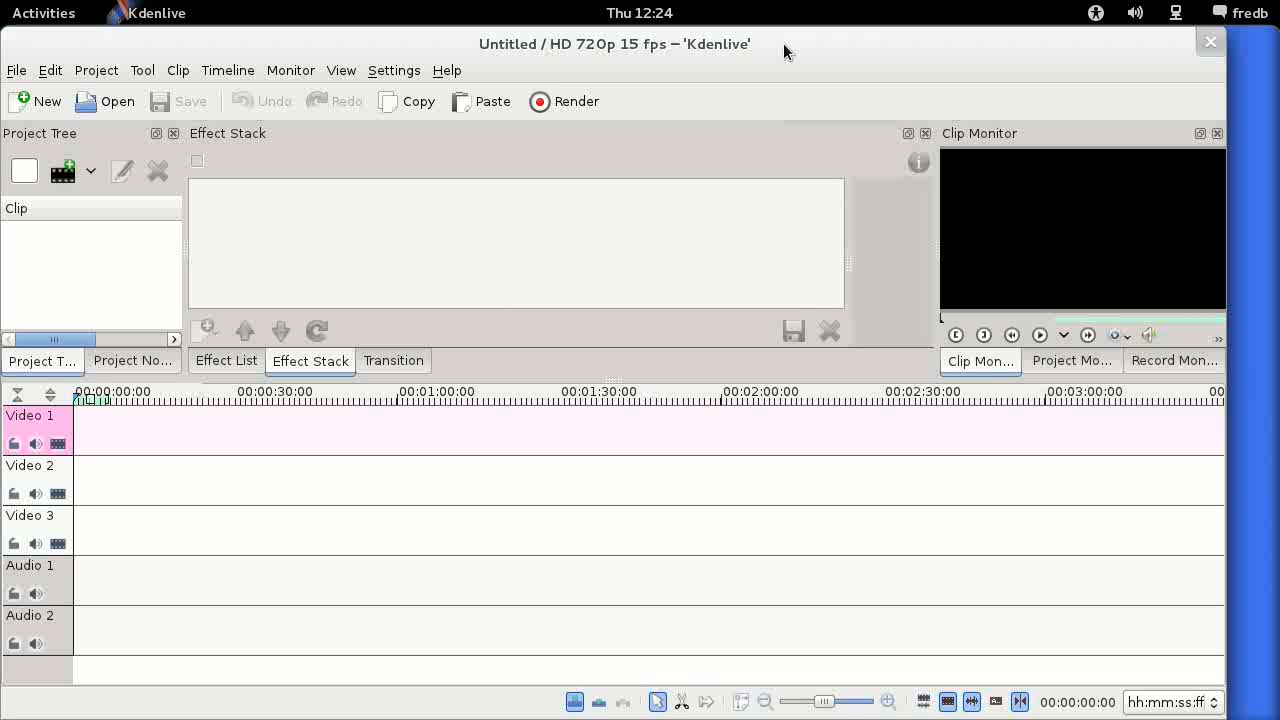 Activities Kdenlive Thu 12:24 fredb
Untitled / HD 720p 15 fps – 'Kdenlive'
File Edit Project Tool Clip Timeline Monitor View Settings Help
New Open Save Undo Redo Copy Paste Render
Project Tree Effect Stack Clip Monitor
Clip
Project T... Project No... Effect List Effect Stack Transition Clip Mon... Project Mo... Record Mon...
00:00:00:00 00:00:30:00 00:01:00:00 00:01:30:00 00:02:00:00 00:02:30:00 00:03:00:00 00
Video 1
Video 2
Video 3
Audio 1
Audio 2
00:00:00:00 hh:mm:ss:ff